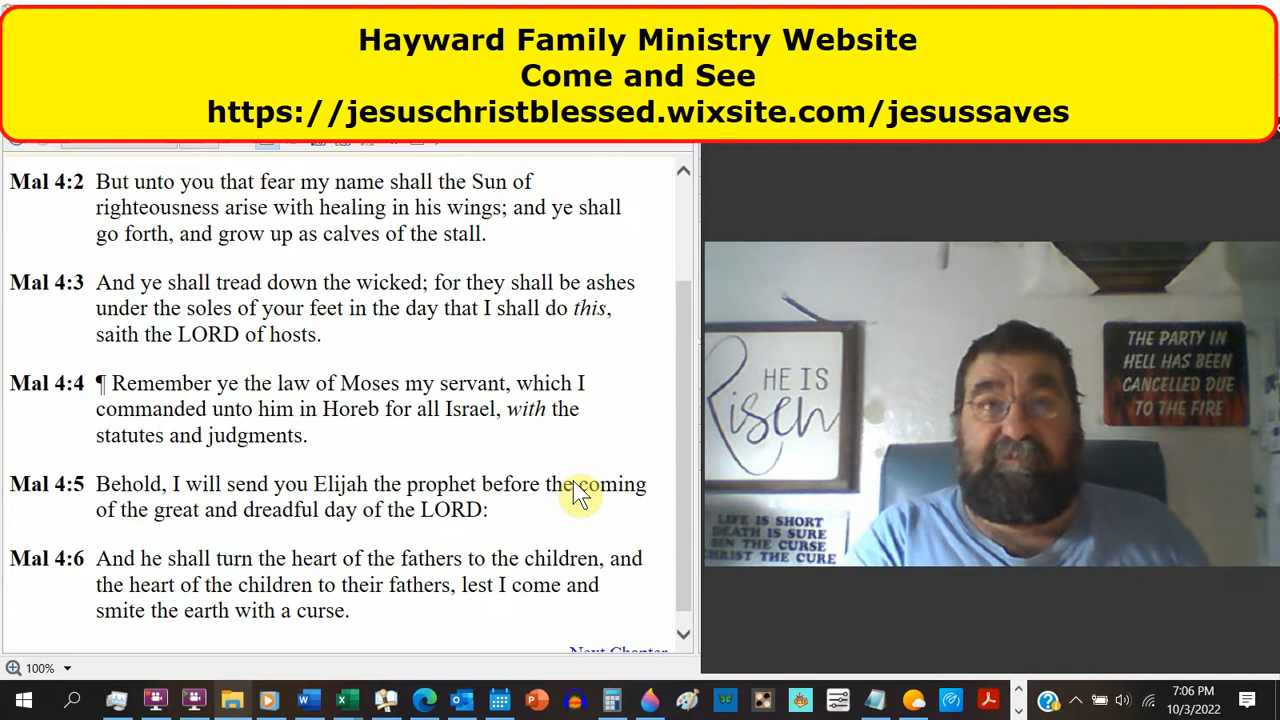 Hayward Family Ministry Website
Come and See
https://jesuschristblessed.wixsite.com/jesussaves
Mal 4:2 But unto you that fear my name shall the Sun of
righteousness arise with healing in his wings; and ye shall
go forth, and grow up as calves of the stall.
Mal 4:3 And ye shall tread down the wicked; for they shall be ashes
under the soles of your feet in the day that I shall do this,
saith the LORD of hosts.
Mal 4:4 ¶ Remember ye the law of Moses my servant, which I
commanded unto him in Horeb for all Israel, with the
statutes and judgments.
Mal 4:5 Behold, I will send you Elijah the prophet before the coming
of the great and dreadful day of the LORD:
Mal 4:6 And he shall turn the heart of the fathers to the children, and
the heart of the children to their fathers, lest I come and
smite the earth with a curse.
Next Chapter
100%
HE IS
Risen
THE PARTY IN
HELL HAS BEEN
CANCELLED DUE
TO THE FIRE
LIFE IS SHORT
DEATH IS SURE
SIN THE CURSE
CHRIST THE CURE
7:06 PM
10/3/2022